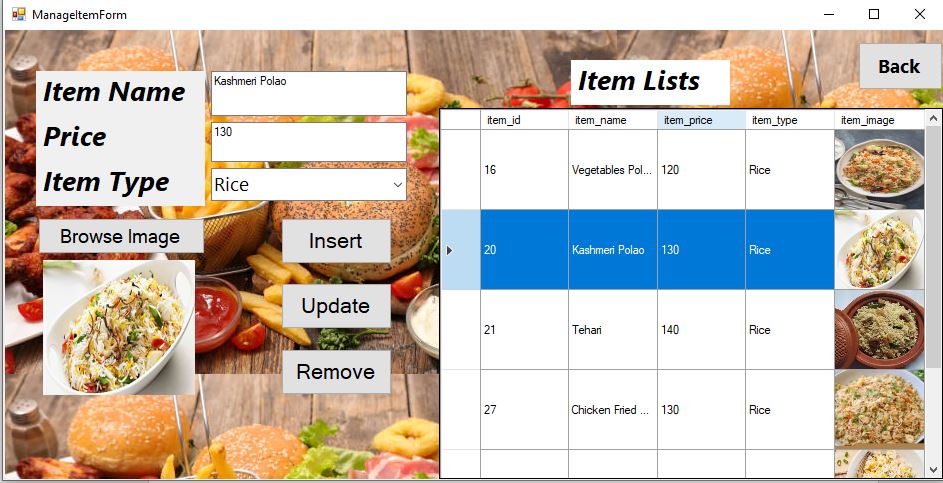 ManageItemForm
Back
Item Name
Kashmeri Polao
Price
130
Item Type
Rice
Browse Image
Insert
Update
Remove
Item Lists
item_id item_name item_price item_type item_image
16 Vegetables Pol... 120 Rice
20 Kashmeri Polao 130 Rice
21 Tehari 140 Rice
27 Chicken Fried ... 130 Rice